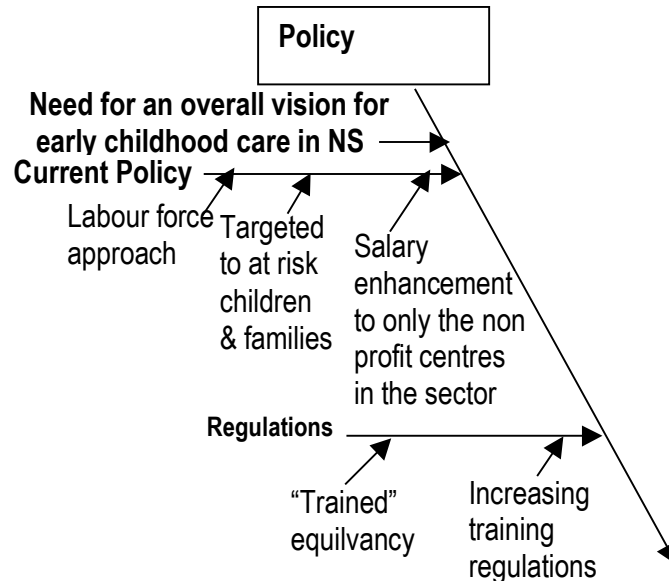 Policy
Need for an overall vision for
early childhood care in NS
Current Policy
Labour force
approach
Targeted
to at risk
children
& families
Salary
enhancement
to only the non
profit centres
in the sector
Regulations
“Trained”
equilvancy
Increasing
training
regulations